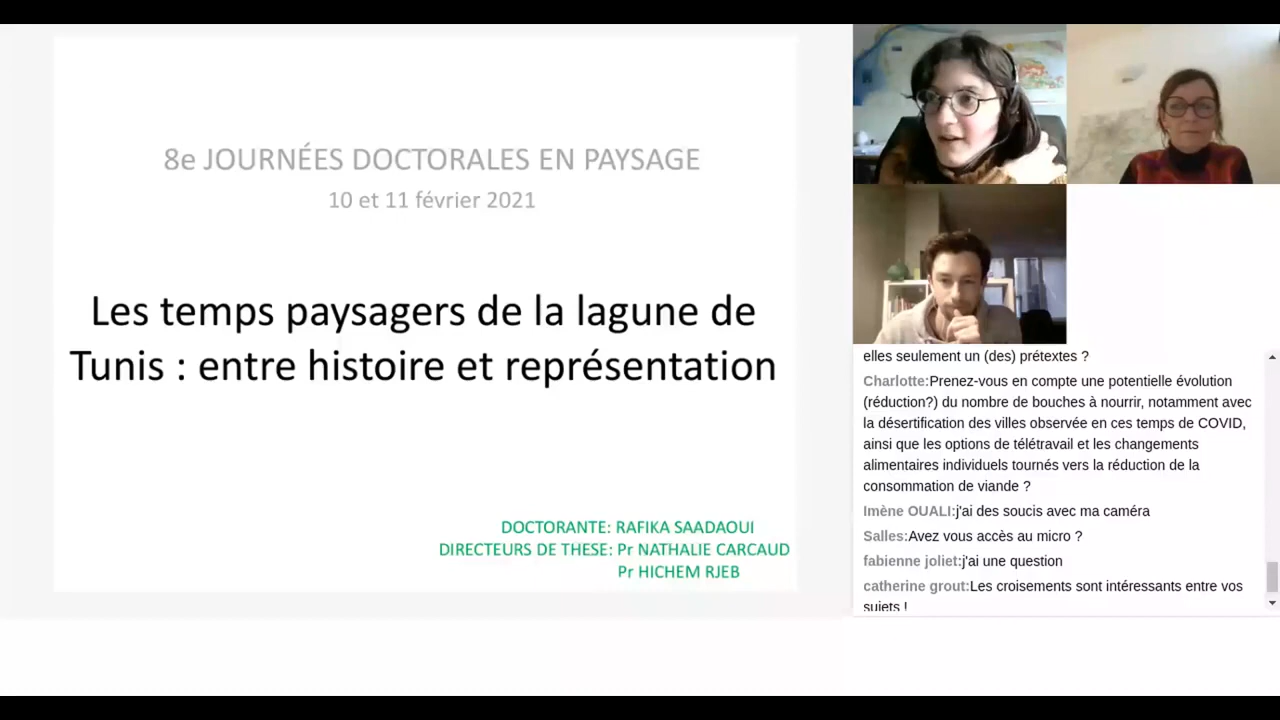 8e JOURNÉES DOCTORALES EN PAYSAGE
10 et 11 février 2021
Les temps paysagers de la lagune de
Tunis : entre histoire et représentation
DOCTORANTE: RAFIKA SAADAOUI
DIRECTEURS DE THESE: Pr NATHALIE CARCAUD
Pr HICHEM RJEB
elles seulement un (des) prétextes ?
Charlotte:Prenez-vous en compte une potentielle évolution
(réduction?) du nombre de bouches à nourrir, notamment avec
la désertification des villes observée en ces temps de COVID,
ainsi que les options de télétravail et les changements
alimentaires individuels tournés vers la réduction de la
consommation de viande ?
Imène OUALI:j'ai des soucis avec ma caméra
Salles:Avez vous accès au micro ?
fabienne joliet:j'ai une question
catherine grout:Les croisements sont intéressants entre vos
sujets !